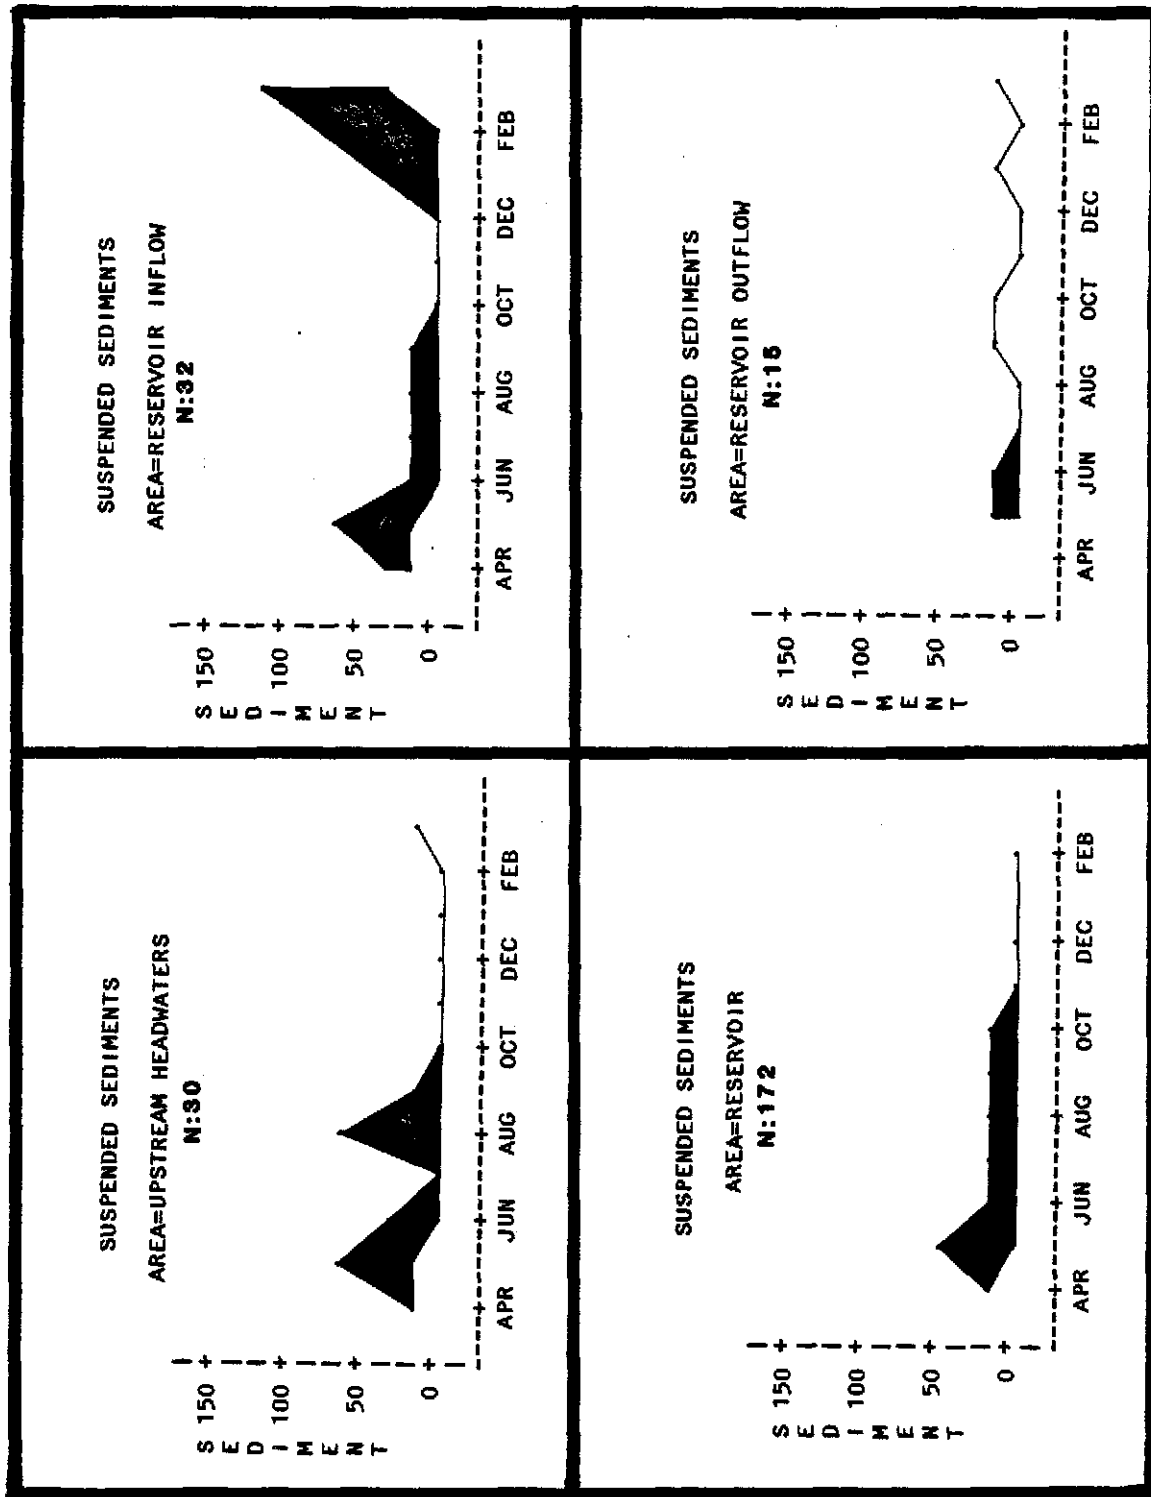 SUSPENDED SEDIMENTS
AREA=UPSTREAM HEADWATERS
N:30
S 150
E
D
I 100
M
E
N 50
T
0
APR JUN AUG OCT DEC FEB
SUSPENDED SEDIMENTS
AREA=RESERVOIR INFLOW
N:32
S 150
E
D
I 100
M
E
N 50
T
0
APR JUN AUG OCT DEC FEB
SUSPENDED SEDIMENTS
AREA=RESERVOIR
N:172
S 150
E
D
I 100
M
E
N 50
T
0
APR JUN AUG OCT DEC FEB
SUSPENDED SEDIMENTS
AREA=RESERVOIR OUTFLOW
N:15
S 150
E
D
I 100
M
E
N 50
T
0
APR JUN AUG OCT DEC FEB